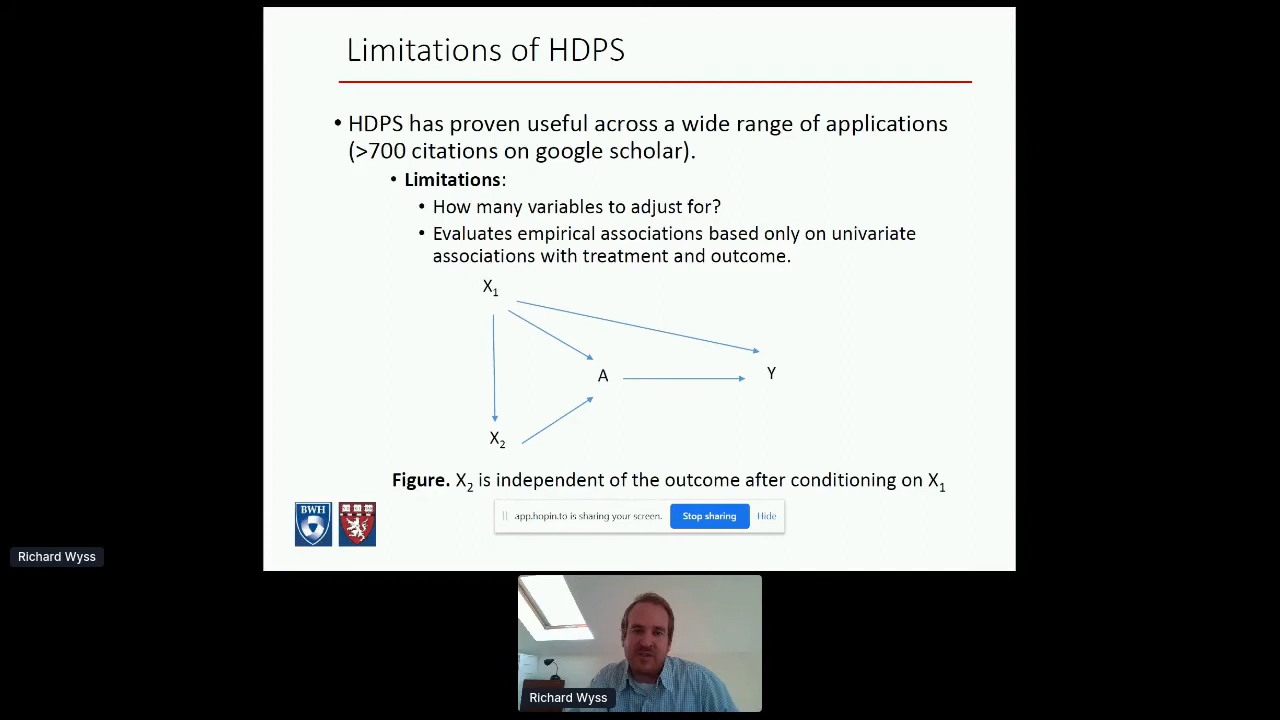 Limitations of HDPS
• HDPS has proven useful across a wide range of applications
(>700 citations on google scholar).
• Limitations:
• How many variables to adjust for?
• Evaluates empirical associations based only on univariate
associations with treatment and outcome.
X1
A
Y
X2
Figure. X2 is independent of the outcome after conditioning on X1
BWH
app.hopin.to is sharing your screen. Stop sharing Hide
Richard Wyss
Richard Wyss